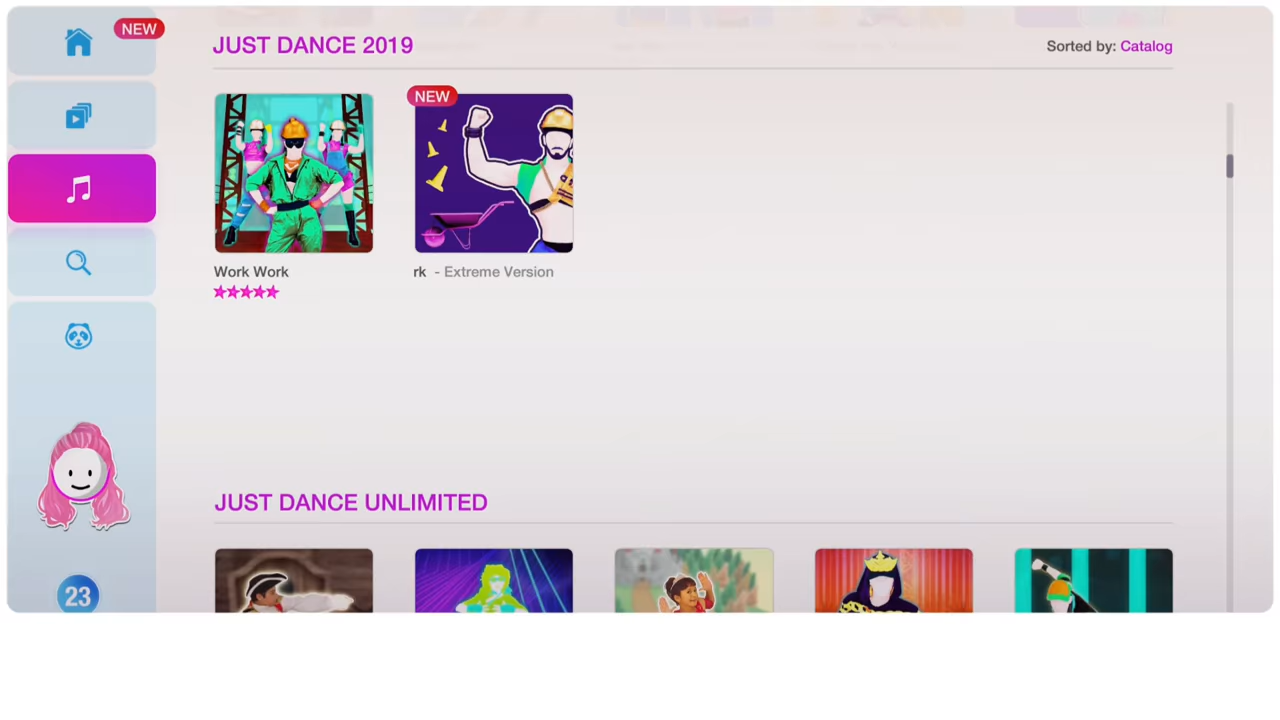 NEW
JUST DANCE 2019
Sorted by: Catalog
NEW
Work Work
rk - Extreme Version
JUST DANCE UNLIMITED
23